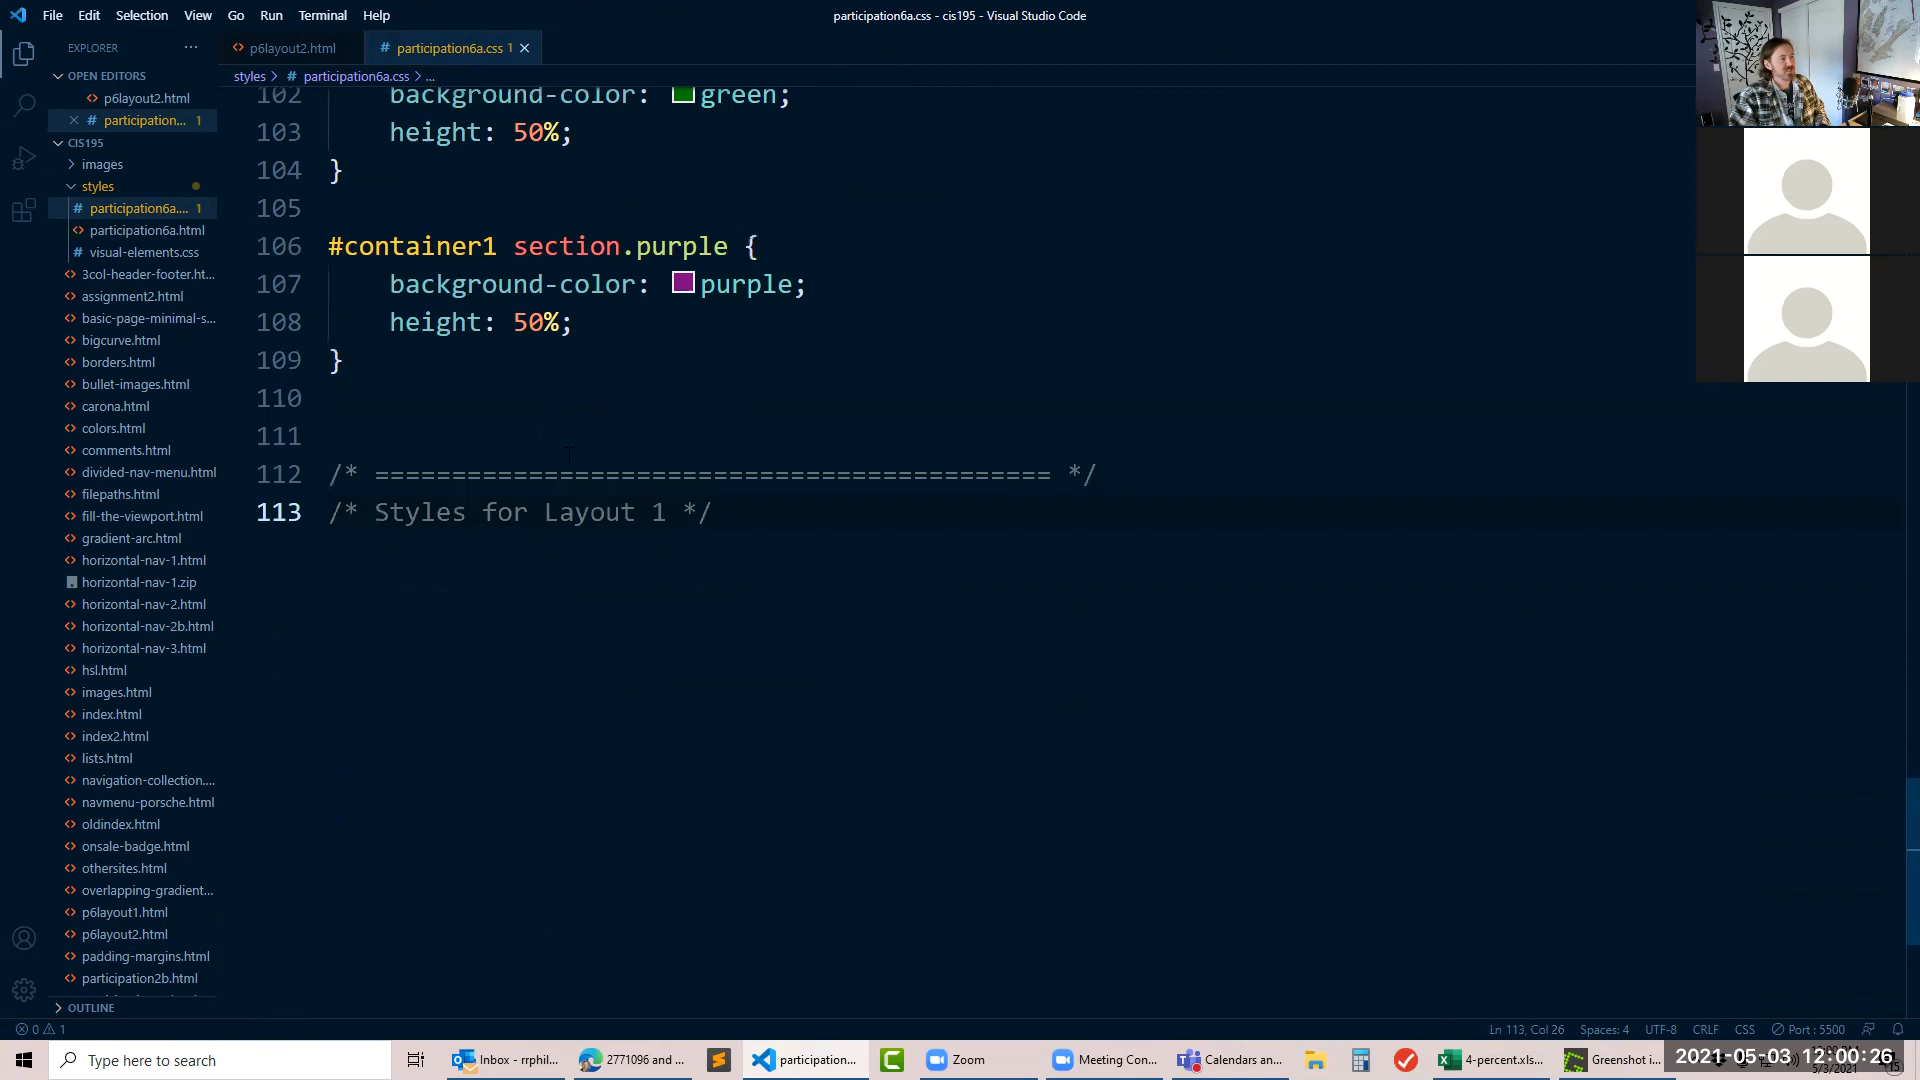 File Edit Selection View Go Run Terminal Help
participation6a.css - cis195 - Visual Studio Code
EXPLORER
p6layout2.html
participation6a.css 1
OPEN EDITORS
styles > # participation6a.css > ...
p6layout2.html
participation... 1
CIS195
images
styles
participation6a.... 1
participation6a.html
visual-elements.css
3col-header-footer.ht...
assignment2.html
basic-page-minimal-s...
bigcurve.html
borders.html
bullet-images.html
carona.html
colors.html
comments.html
divided-nav-menu.html
filepaths.html
fill-the-viewport.html
gradient-arc.html
horizontal-nav-1.html
horizontal-nav-1.zip
horizontal-nav-2.html
horizontal-nav-2b.html
horizontal-nav-3.html
hsl.html
images.html
index.html
index2.html
lists.html
navigation-collection....
navmenu-porsche.html
oldindex.html
onsale-badge.html
othersites.html
overlapping-gradient...
p6layout1.html
p6layout2.html
padding-margins.html
participation2b.html
OUTLINE
102 background-color: green;
103 height: 50%;
104 }
105
106 #container1 section.purple {
107 background-color: purple;
108 height: 50%;
109 }
110
111
112 /* ============================================ */
113 /* Styles for Layout 1 */
0 1
Ln 113, Col 26 Spaces: 4 UTF-8 CRLF CSS Port : 5500
Type here to search
Inbox - rrphil...
2771096 and ...
participation...
Zoom
Meeting Con...
Calendars an...
4-percent.xls...
Greenshot i...
2021-05-03 12:00:26
5/3/2021
15